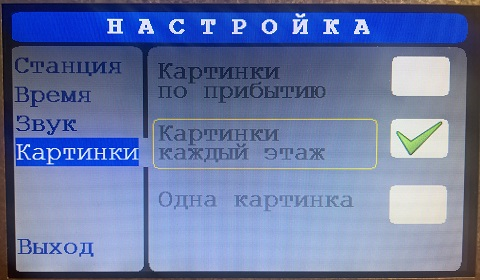 НАСТРОЙКА
Станция
Время
Звук
Картинки
Выход
Картинки
по прибытию
Картинки
каждый этаж
Одна картинка